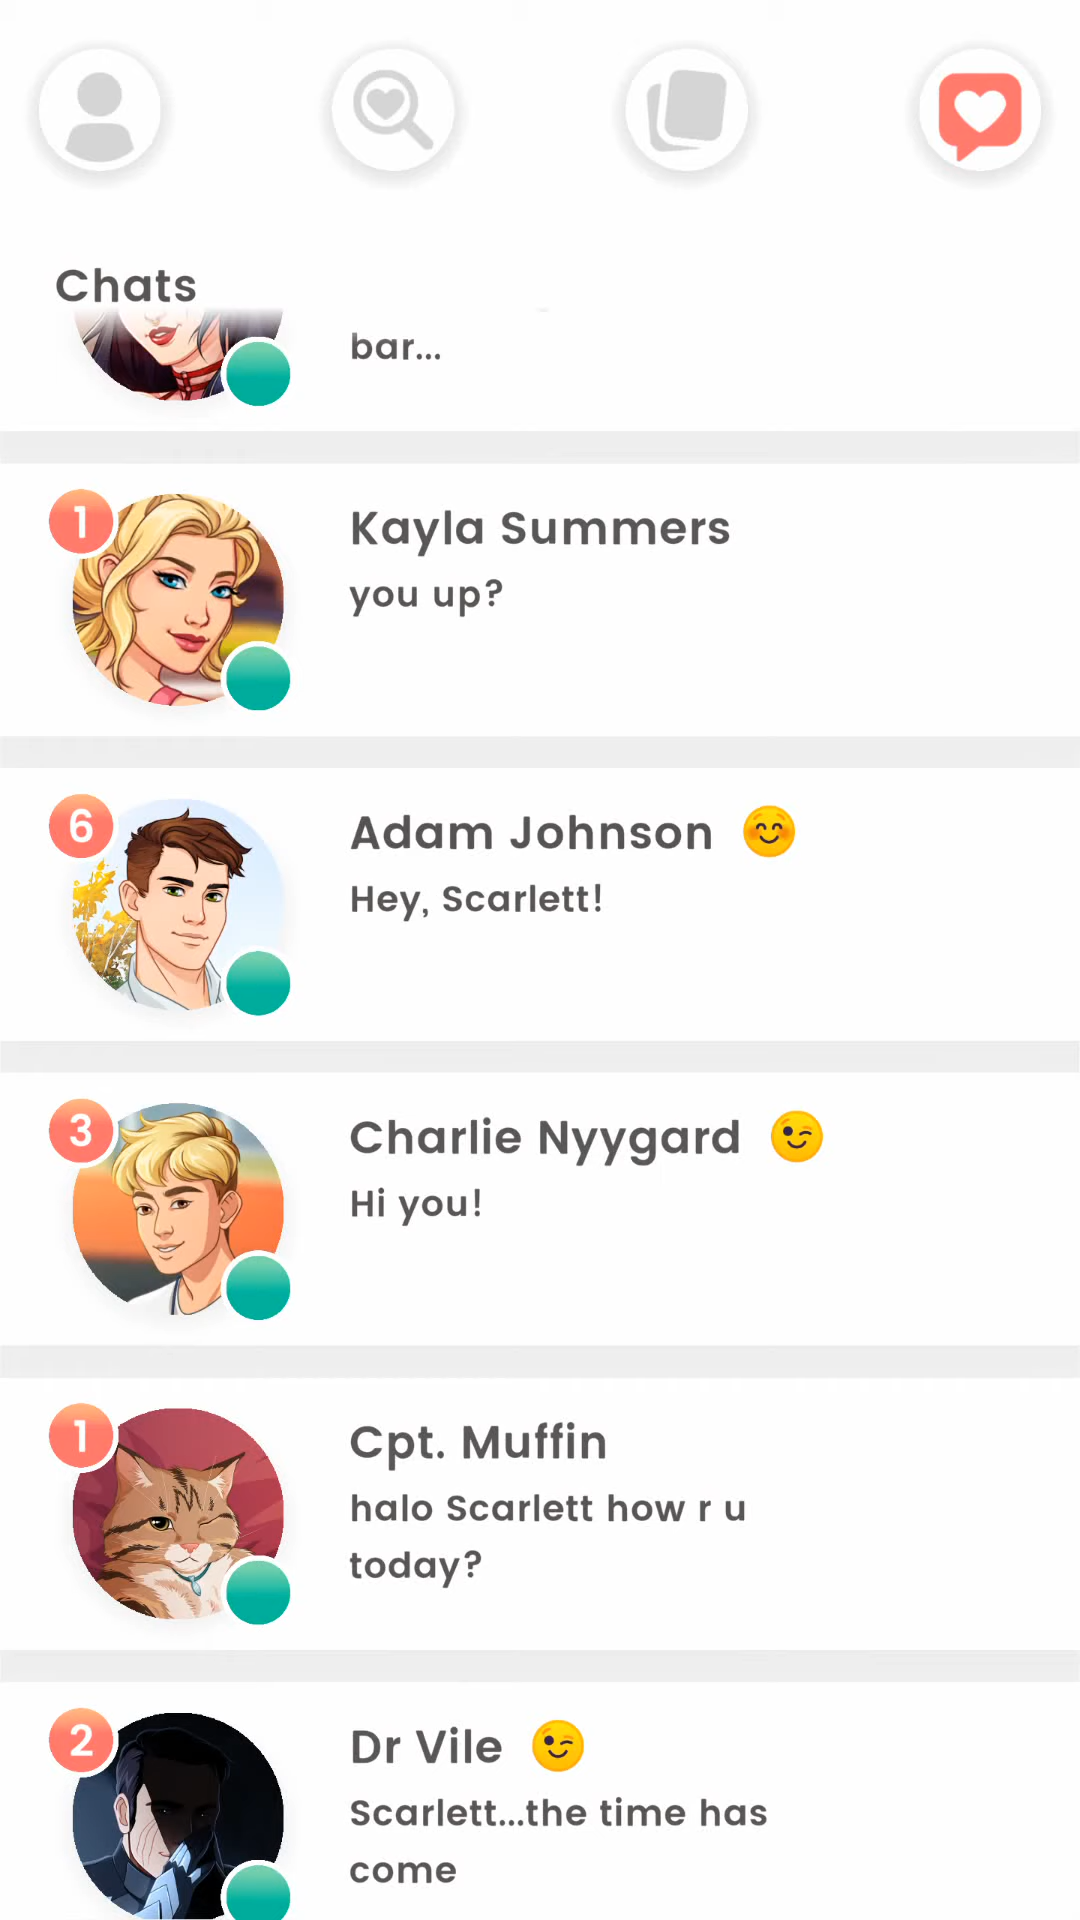 Chats
bar...
1
Kayla Summers
you up?
6
Adam Johnson 😊
Hey, Scarlett!
3
Charlie Nyygard 😉
Hi you!
1
Cpt. Muffin
halo Scarlett how r u
today?
2
Dr Vile 😉
Scarlett...the time has
come